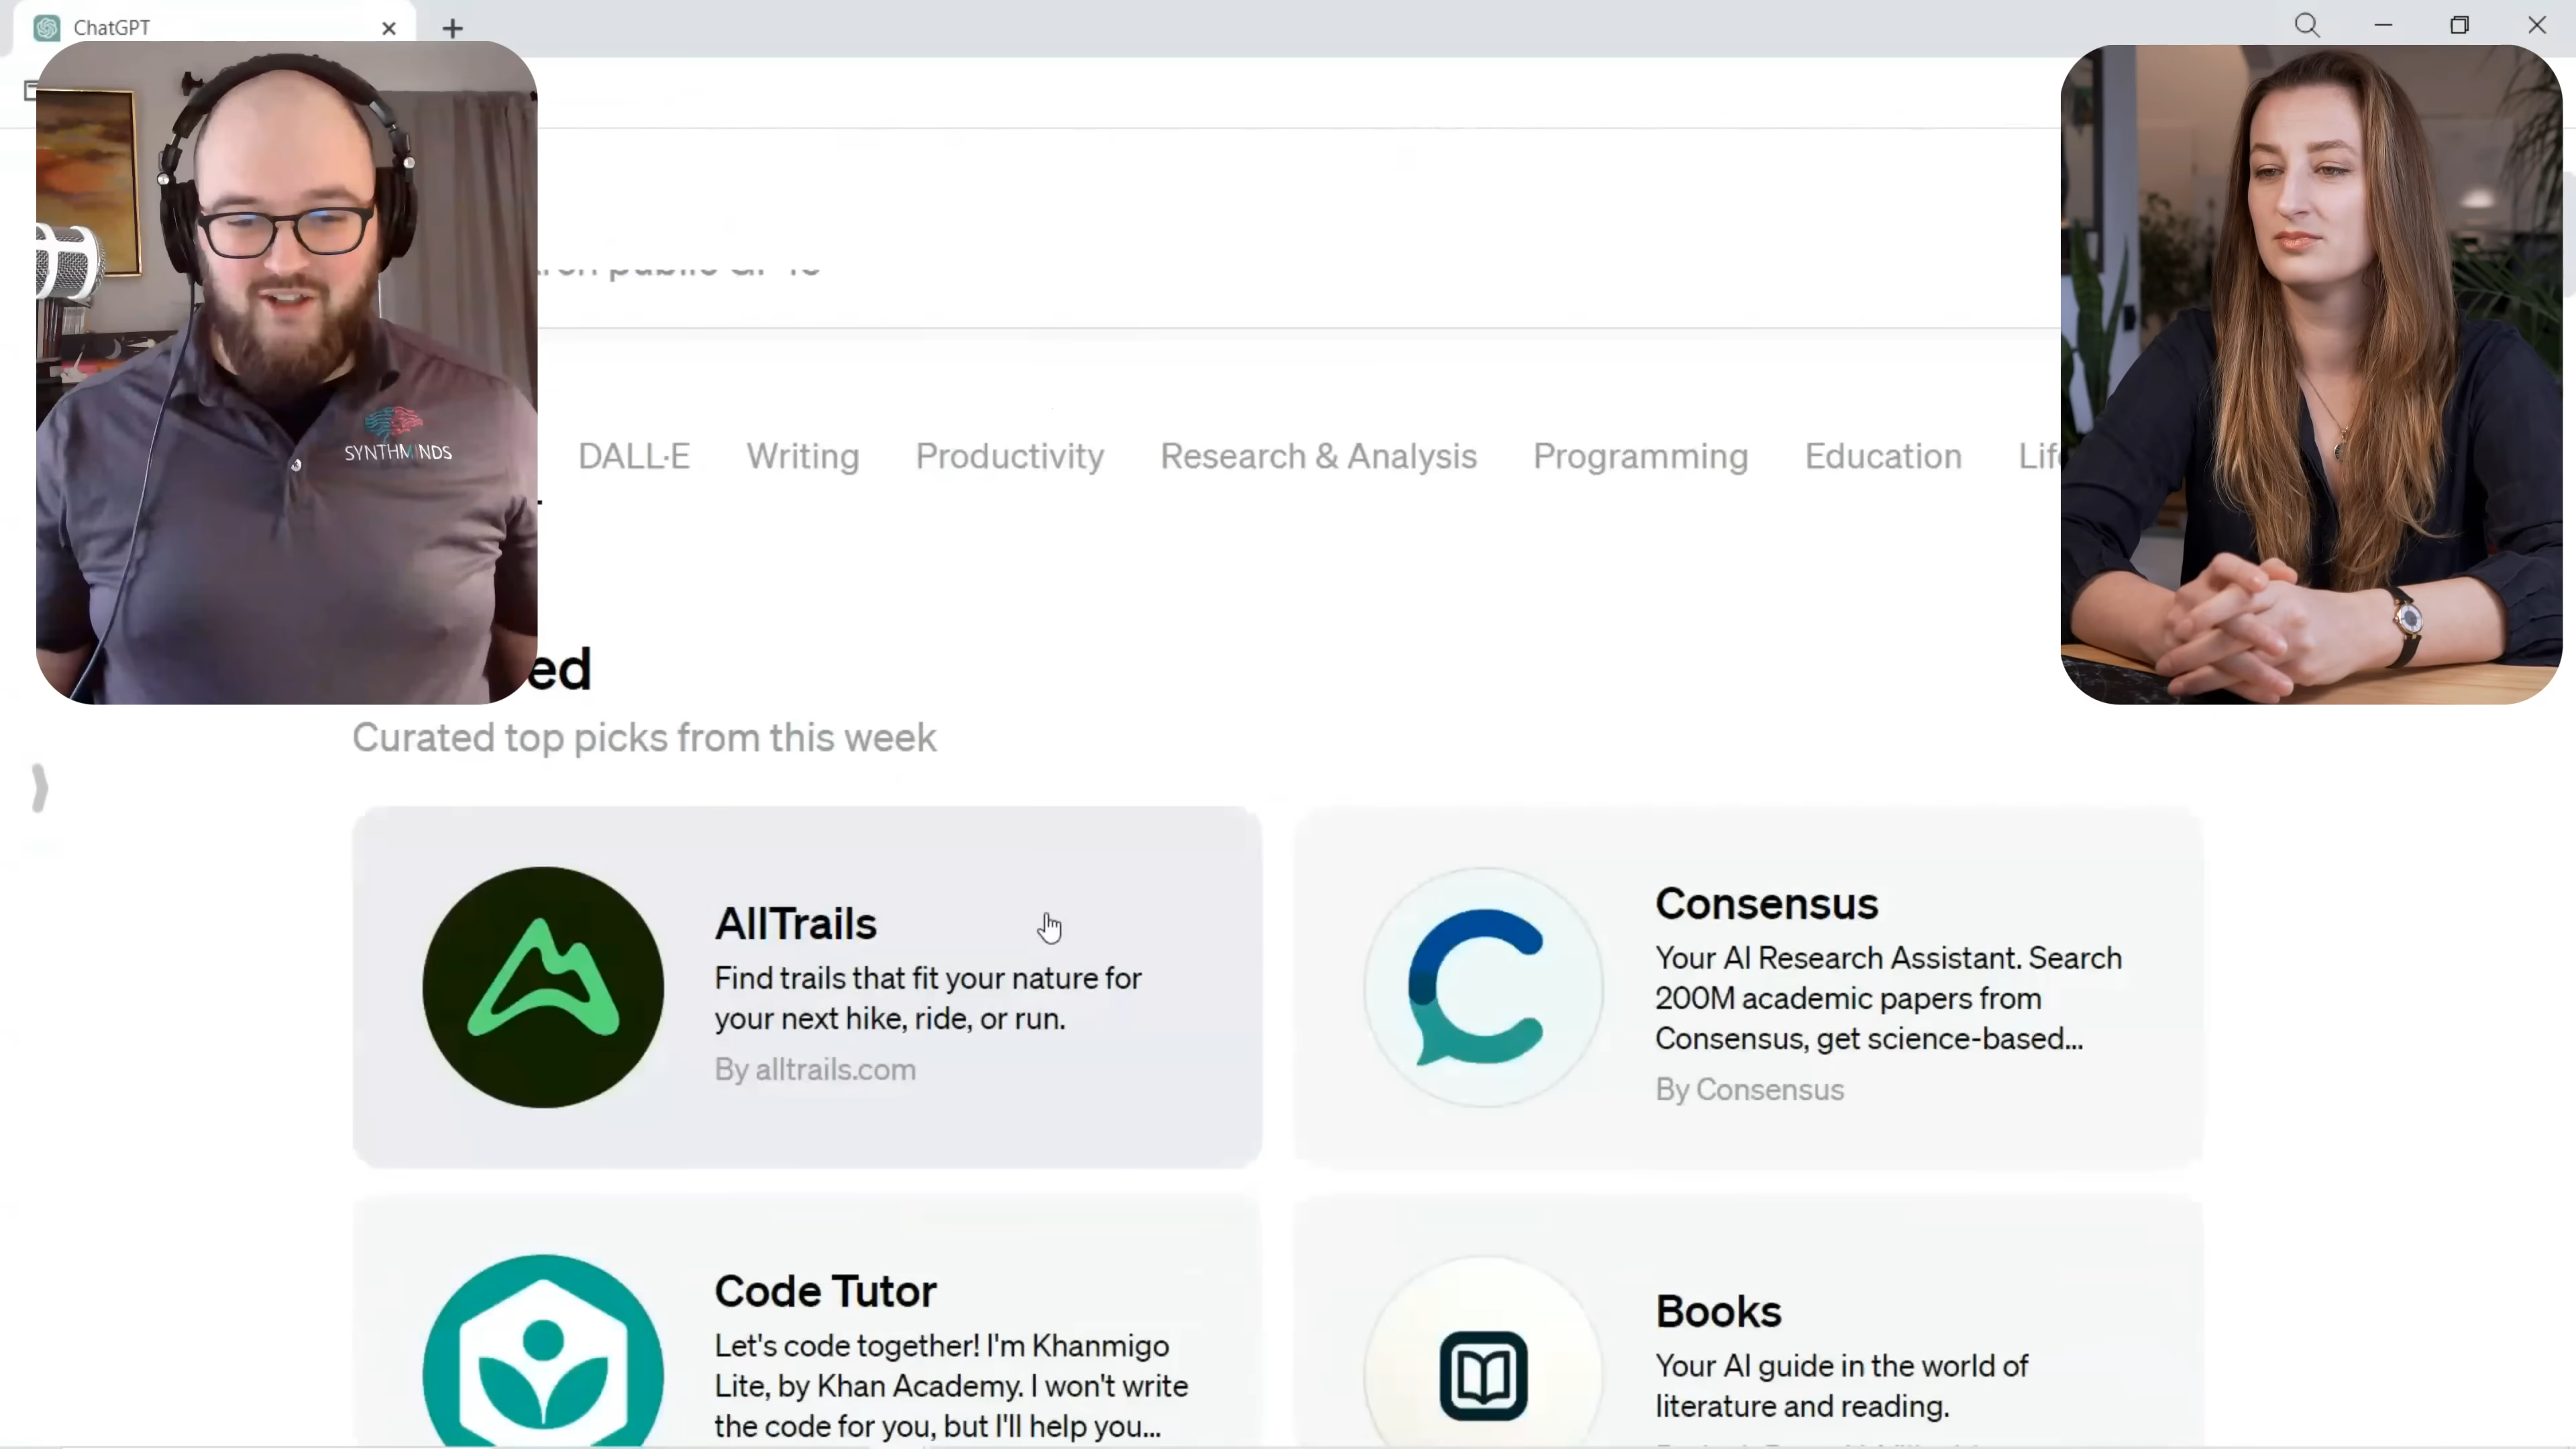 ChatGPT
SYNTHMINDS
DALL·E Writing Productivity Research & Analysis Programming Education
ed
Curated top picks from this week
AllTrails
Find trails that fit your nature for
your next hike, ride, or run.
By alltrails.com
Consensus
Your AI Research Assistant. Search
200M academic papers from
Consensus, get science-based...
By Consensus
Code Tutor
Let's code together! I'm Khanmigo
Lite, by Khan Academy. I won't write
the code for you, but I'll help you...
Books
Your AI guide in the world of
literature and reading.